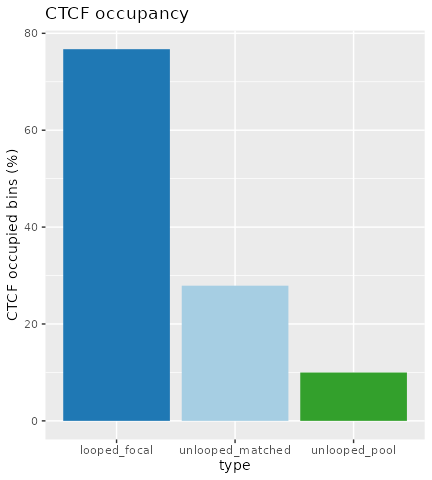 CTCF occupancy
CTCF occupied bins (%)
80
60
40
20
0
looped_focal
unlooped_matched
unlooped_pool
type